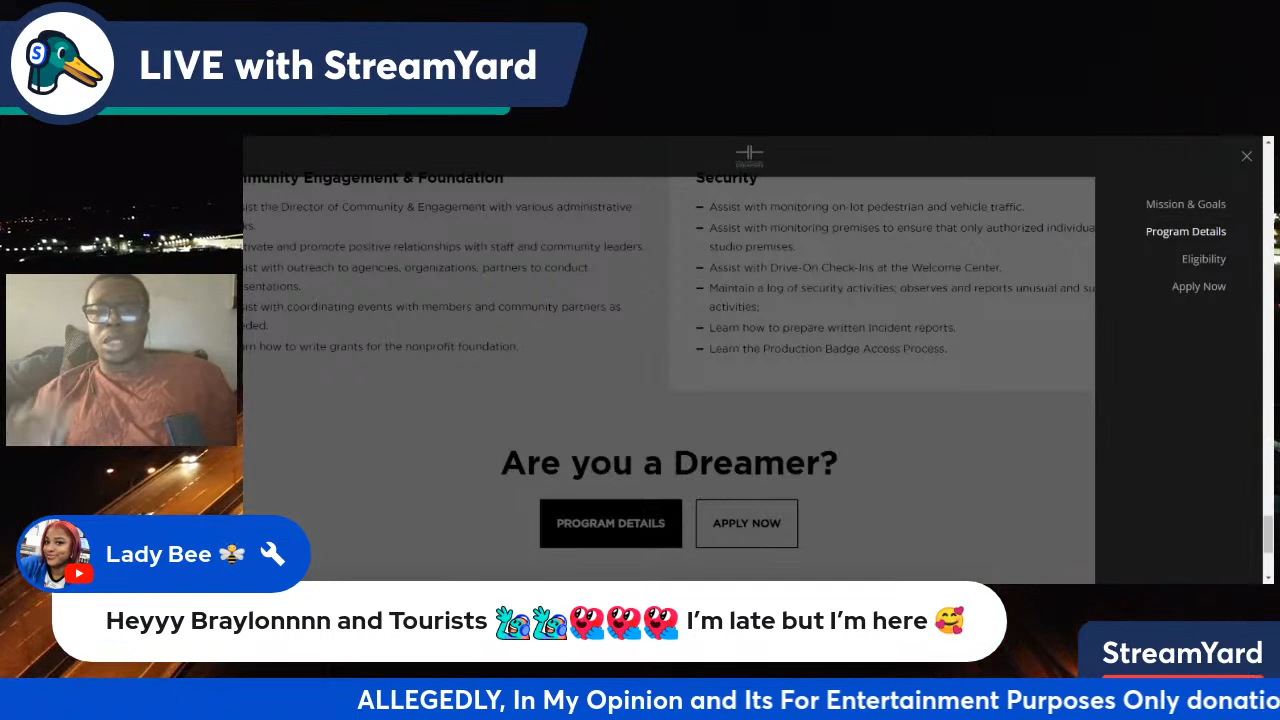 LIVE with StreamYard
S
munity Engagement & Foundation
ist the Director of Community & Engagement with various administrative
ks.
tivate and promote positive relationships with staff and community leaders.
ist with outreach to agencies, organizations, partners to conduct
sentations.
ist with coordinating events with members and community partners as
ded.
arn how to write grants for the nonprofit foundation.
Security
– Assist with monitoring on-lot pedestrian and vehicle traffic.
– Assist with monitoring premises to ensure that only authorized individua
studio premises.
– Assist with Drive-On Check-Ins at the Welcome Center.
– Maintain a log of security activities; observes and reports unusual and su
activities;
– Learn how to prepare written Incident reports.
– Learn the Production Badge Access Process.
Mission & Goals
Program Details
Eligibility
Apply Now
Are you a Dreamer?
PROGRAM DETAILS
APPLY NOW
Lady Bee 🐝
Heyyy Braylonnnn and Tourists I’m late but I’m here 🥰
StreamYard
ALLEGEDLY, In My Opinion and Its For Entertainment Purposes Only donatio